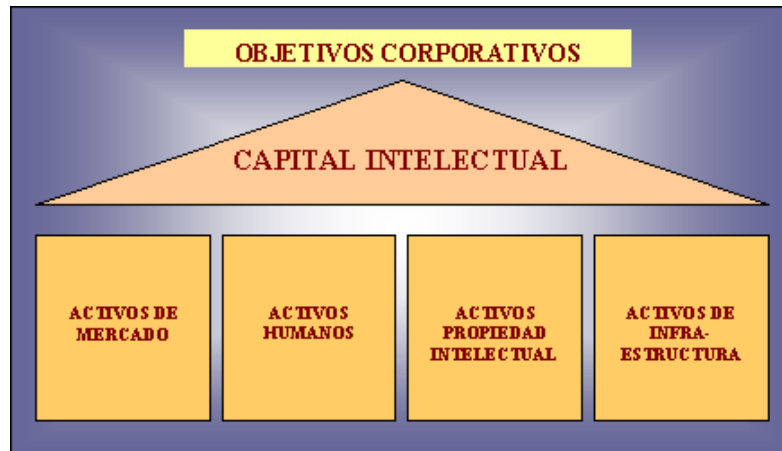 OBJETIVOS CORPORATIVOS
CAPITAL INTELECTUAL
ACTIVOS DE
MERCADO
ACTIVOS
HUMANOS
ACTIVOS
PROPIEDAD
INTELECTUAL
ACTIVOS DE
INFRA-
ESTRUCTURA